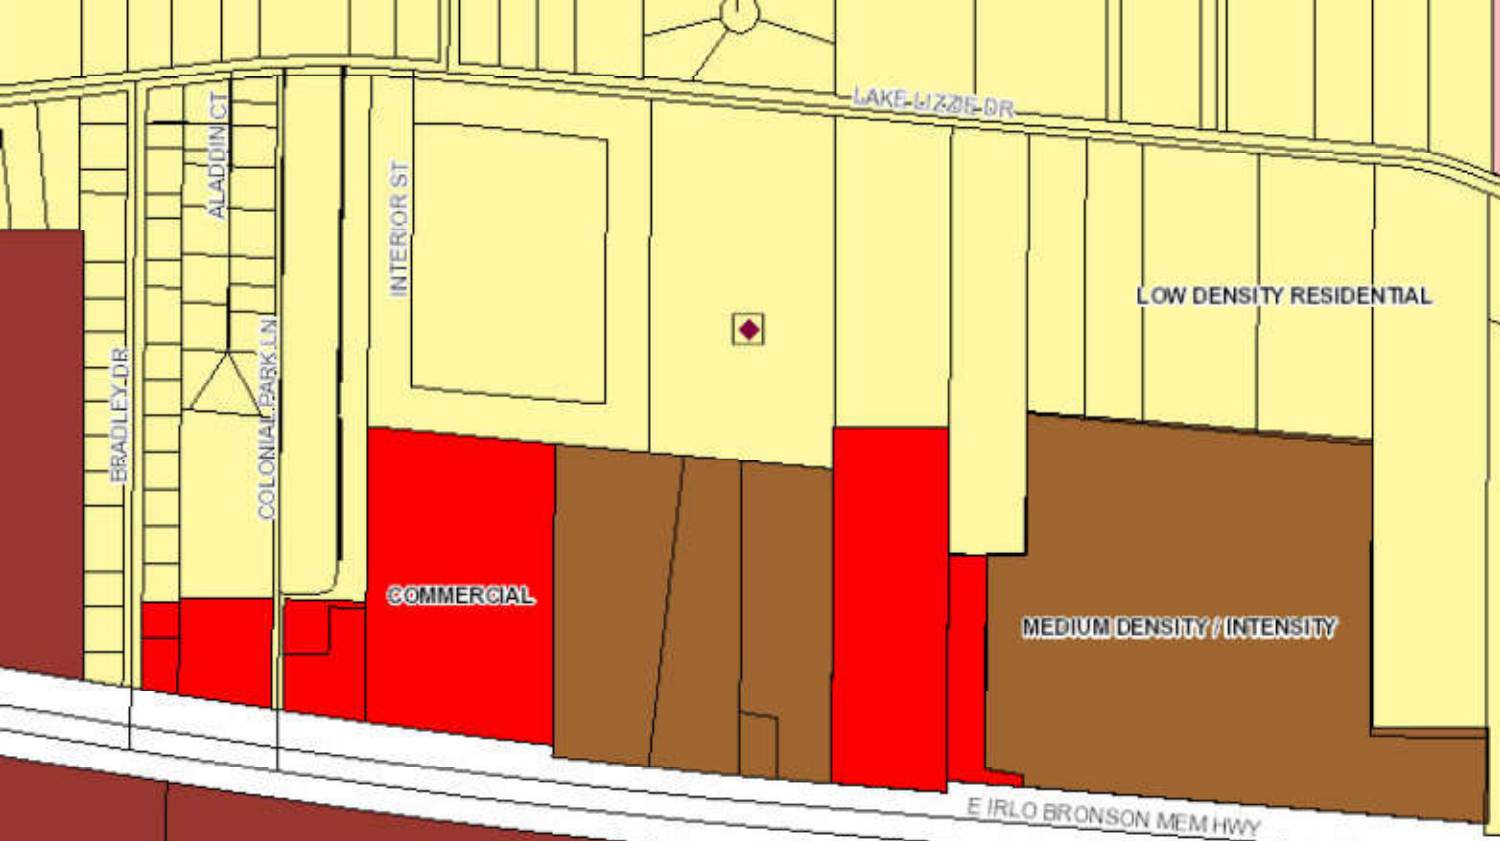 LAKE LIZZIE DR
ALADDIN CT
INTERIOR ST
LOW DENSITY RESIDENTIAL
BRADLEY DR
COLONIAL PARK LN
COMMERCIAL
MEDIUM DENSITY / INTENSITY
E IRLO BRONSON MEM HWY